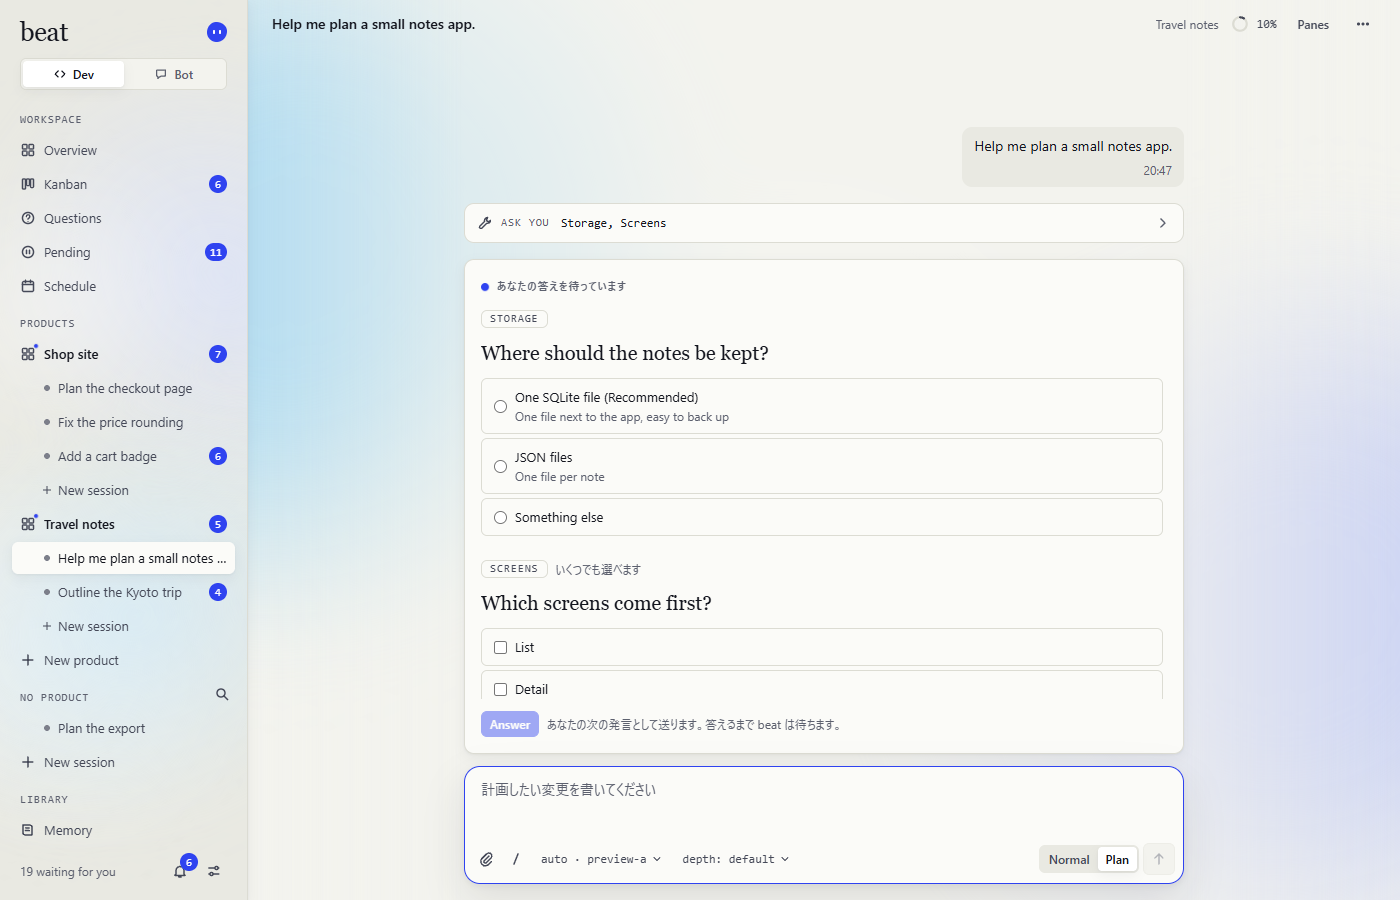 beat
Dev
Bot
WORKSPACE
Overview
Kanban
6
Questions
Pending
11
Schedule
PRODUCTS
Shop site
7
Plan the checkout page
Fix the price rounding
Add a cart badge
6
+ New session
Travel notes
5
Help me plan a small notes ...
Outline the Kyoto trip
4
+ New session
+ New product
NO PRODUCT
Plan the export
+ New session
LIBRARY
Memory
19 waiting for you
6
Help me plan a small notes app.
Travel notes
10%
Panes
Help me plan a small notes app.
20:47
ASK YOU Storage, Screens
あなたの答えを待っています
STORAGE
Where should the notes be kept?
One SQLite file (Recommended)
One file next to the app, easy to back up
JSON files
One file per note
Something else
SCREENS いくつでも選べます
Which screens come first?
List
Detail
Answer あなたの次の発言として送ります。答えるまで beat は待ちます。
計画したい変更を書いてください
/ auto · preview-a depth: default
Normal Plan